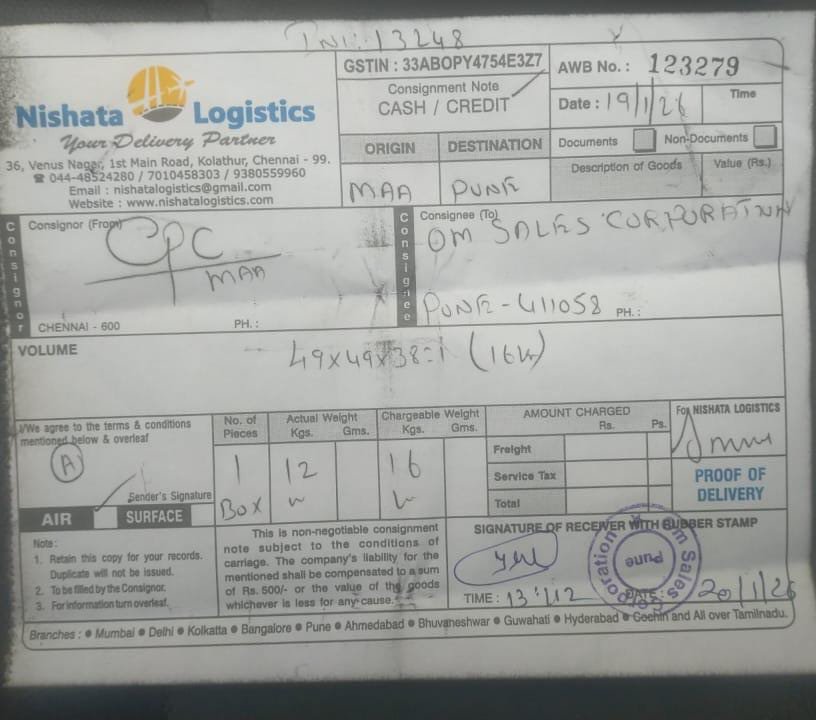 INV: 13248
Nishata Logistics
Your Delivery Partner
36, Venus Nagar, 1st Main Road, Kolathur, Chennai - 99.
☎ 044-48524280 / 7010458303 / 9380559960
Email : nishatalogistics@gmail.com
Website : www.nishatalogistics.com
GSTIN : 33ABOPY4754E3Z7
Consignment Note
CASH / CREDIT
AWB No. : 123279
Date : 19/1/26
Time
ORIGIN
DESTINATION
MAA
PUNE
Documents
Non-Documents
Description of Goods
Value (Rs.)
Consignor
Consignor (From)
CPC
MAA
CHENNAI - 600
PH. :
Consignee
Consignee (To)
OM SALES CORPORATION
PUNE - 411058
PH. :
VOLUME
49x49x38=1 (16
I/We agree to the terms & conditions
mentioned below & overleaf
A
Sender's Signature
AIR
SURFACE
No. of Pieces
1
Box
Actual Weight
Kgs. Gms.
12
Chargeable Weight
Kgs. Gms.
16
AMOUNT CHARGED
Rs. Ps.
Freight
Service Tax
Total
For NISHATA LOGISTICS
PROOF OF
DELIVERY
Note :
1. Retain this copy for your records.
Duplicate will not be issued.
2. To be filled by the Consignor.
3. For information turn overleaf.
This is non-negotiable consignment
note subject to the conditions of
carriage. The company's liability for the
mentioned shall be compensated to a sum
of Rs. 500/- or the value of the goods
whichever is less for any cause.
SIGNATURE OF RECEIVER WITH RUBBER STAMP
Om Sales Corporation
Pune
TIME : 13:12
DATE : 20/1/26
Branches : ● Mumbai ● Delhi ● Kolkatta ● Bangalore ● Pune ● Ahmedabad ● Bhuvaneshwar ● Guwahati ● Hyderabad ● Cochin and All over Tamilnadu.